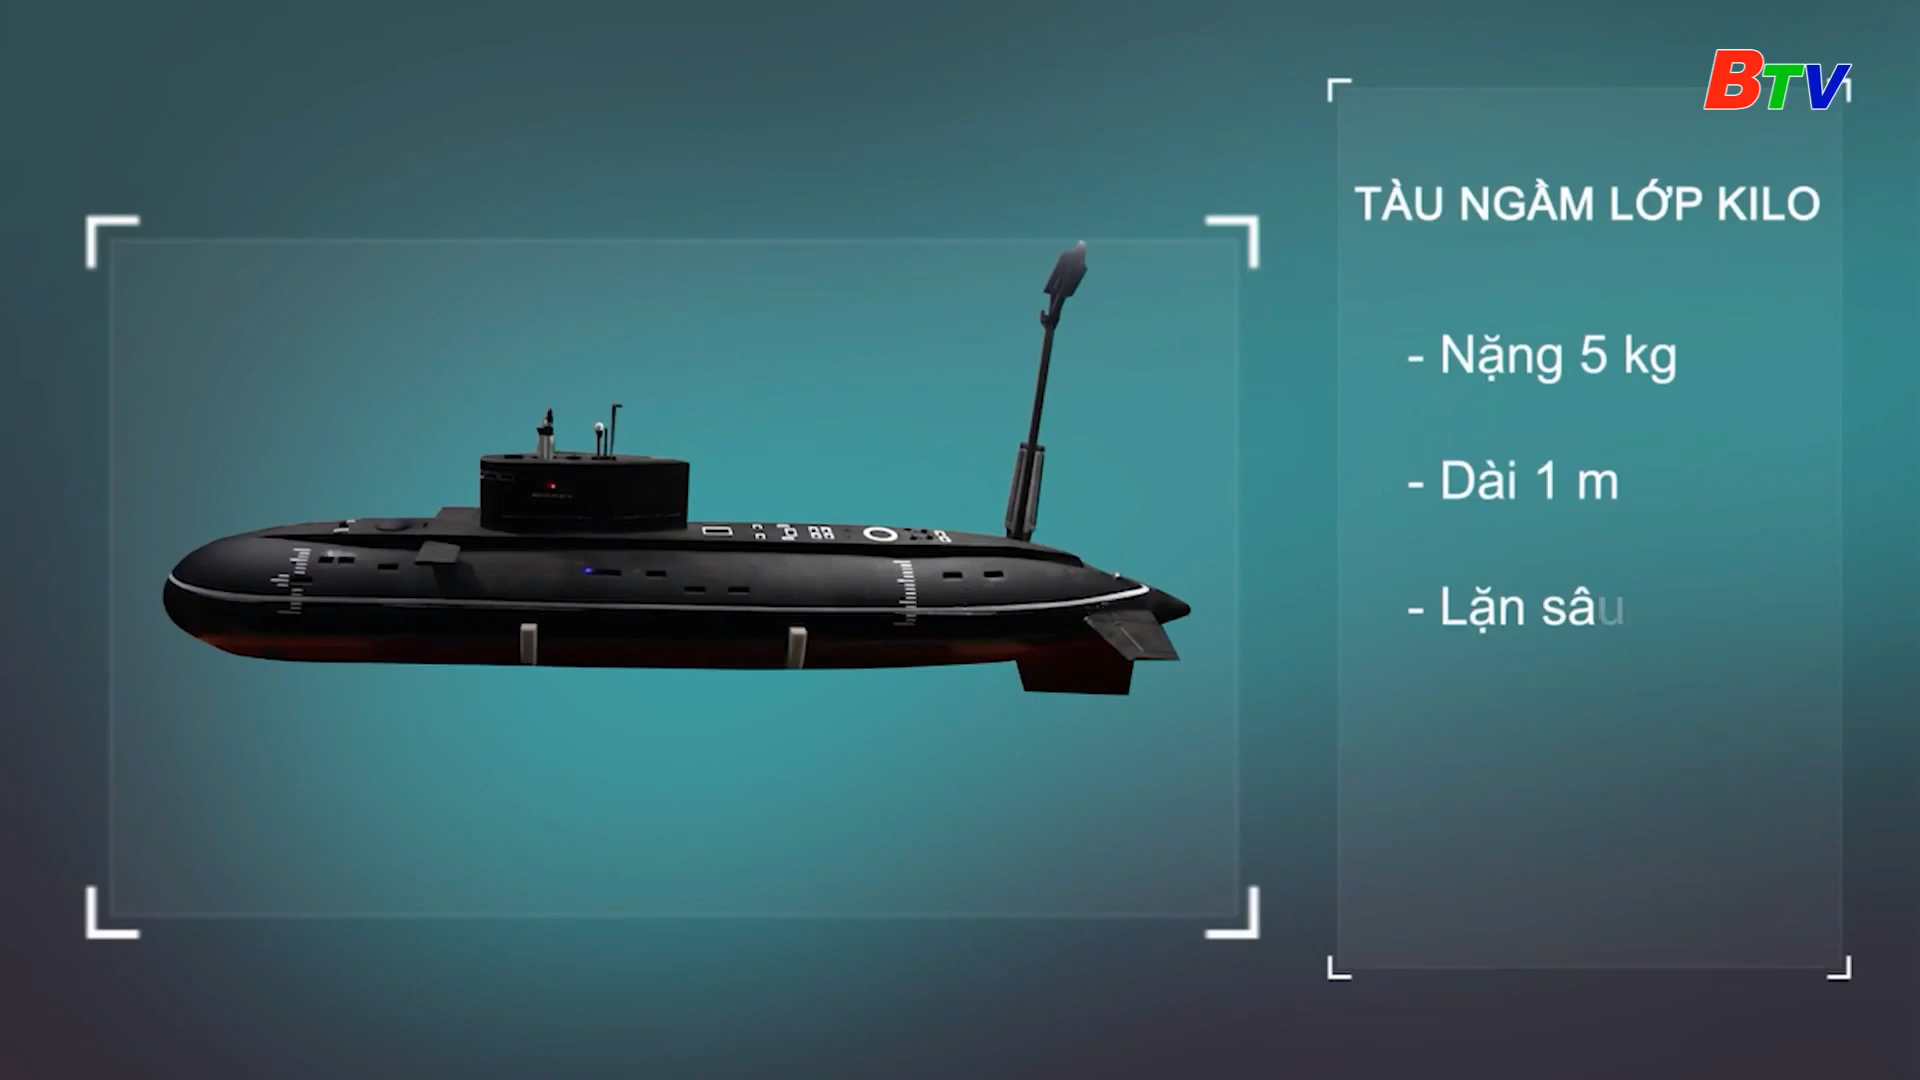 BTV
TÀU NGẦM LỚP KILO
- Nặng 5 kg
- Dài 1 m
- Lặn sâu